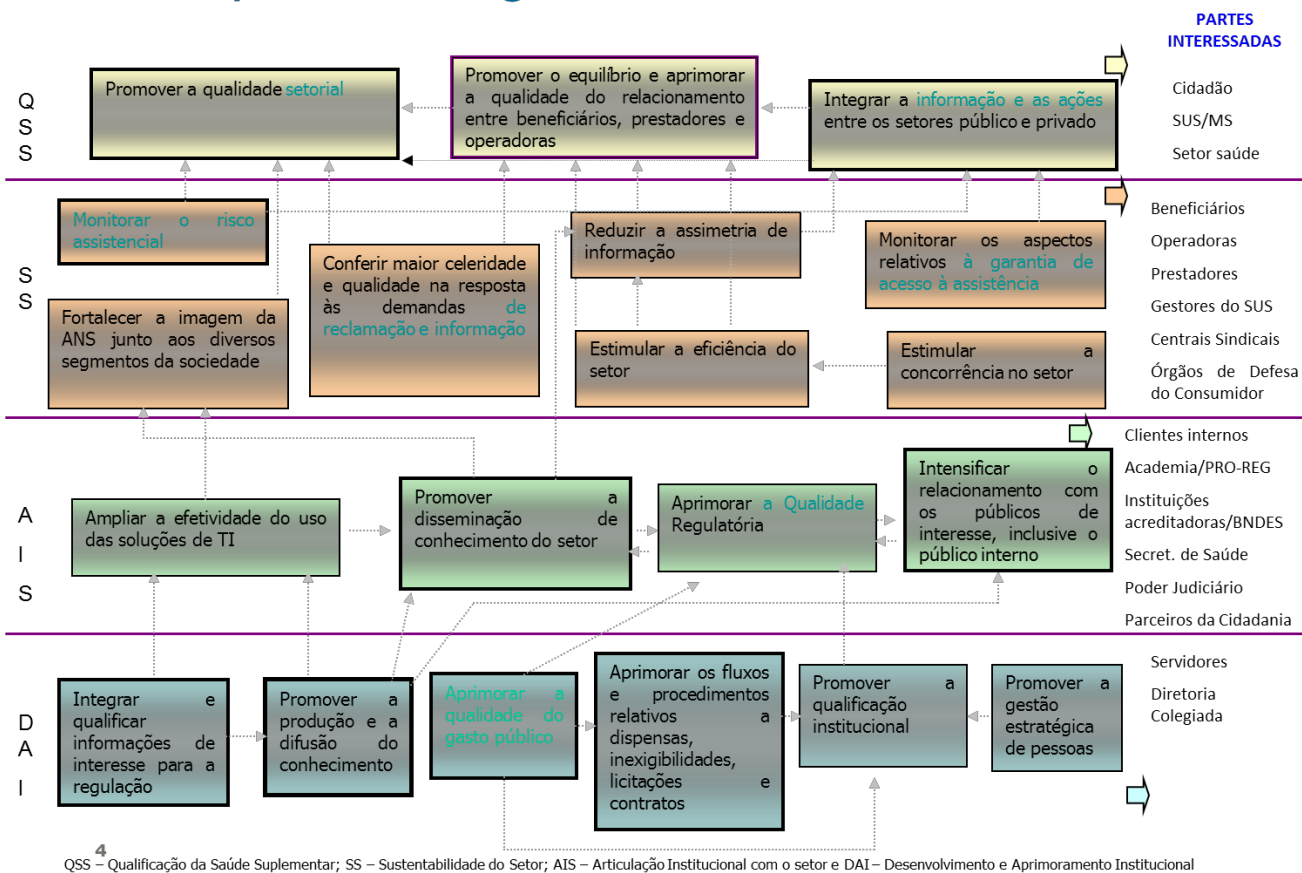 PARTES
INTERESSADAS
Q
S
S
Promover a qualidade setorial
Promover o equilíbrio e aprimorar
a qualidade do relacionamento
entre beneficiários, prestadores e
operadoras
Integrar a informação e as ações
entre os setores público e privado
Cidadão
SUS/MS
Setor saúde
S
S
Monitorar o risco
assistencial
Fortalecer a imagem da
ANS junto aos diversos
segmentos da sociedade
Conferir maior celeridade
e qualidade na resposta
às demandas de
reclamação e informação
Reduzir a assimetria de
informação
Estimular a eficiência do
setor
Monitorar os aspectos
relativos à garantia de
acesso à assistência
Estimular a
concorrência no setor
Beneficiários
Operadoras
Prestadores
Gestores do SUS
Centrais Sindicais
Órgãos de Defesa
do Consumidor
A
I
S
Ampliar a efetividade do uso
das soluções de TI
Promover a
disseminação de
conhecimento do setor
Aprimorar a Qualidade
Regulatória
Intensificar o
relacionamento com
os públicos de
interesse, inclusive o
público interno
Clientes internos
Academia/PRO-REG
Instituições
acreditadoras/BNDES
Secret. de Saúde
Poder Judiciário
Parceiros da Cidadania
D
A
I
Integrar e
qualificar
informações de
interesse para a
regulação
Promover a
produção e a
difusão do
conhecimento
Aprimorar a
qualidade do
gasto público
Aprimorar os fluxos
e procedimentos
relativos a
dispensas,
inexigibilidades,
licitações e
contratos
Promover a
qualificação
institucional
Promover a
gestão
estratégica
de pessoas
Servidores
Diretoria
Colegiada
4
QSS – Qualificação da Saúde Suplementar; SS – Sustentabilidade do Setor; AIS – Articulação Institucional com o setor e DAI – Desenvolvimento e Aprimoramento Institucional